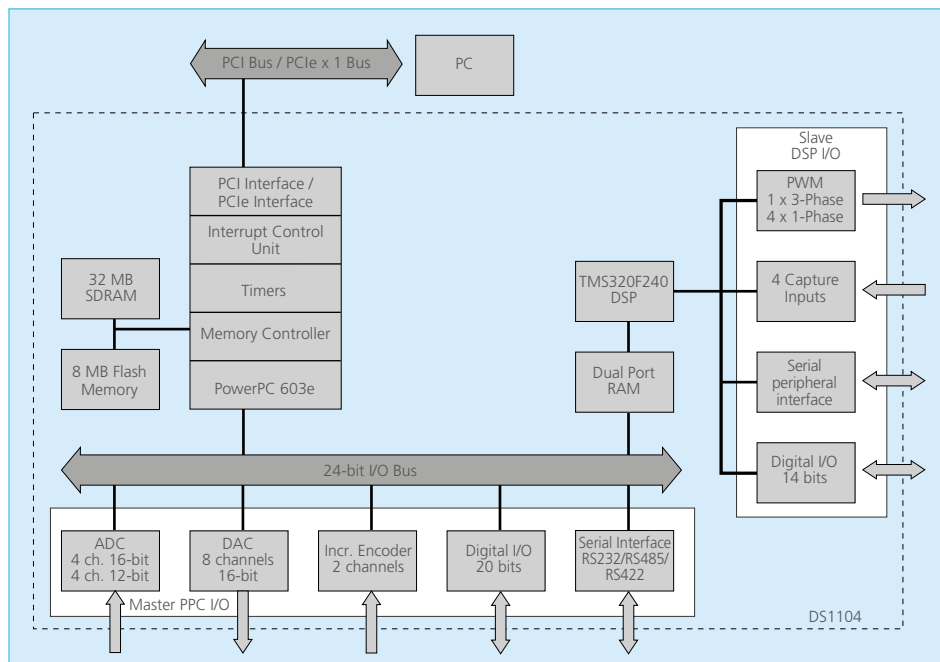 PCI Bus / PCIe x 1 Bus
PC
Slave
DSP I/O
PCI Interface /
PCIe Interface
Interrupt Control
Unit
Timers
Memory Controller
PowerPC 603e
32 MB
SDRAM
8 MB Flash
Memory
TMS320F240
DSP
Dual Port
RAM
PWM
1 x 3-Phase
4 x 1-Phase
4 Capture
Inputs
Serial
peripheral
interface
Digital I/O
14 bits
24-bit I/O Bus
ADC
4 ch. 16-bit
4 ch. 12-bit
DAC
8 channels
16-bit
Incr. Encoder
2 channels
Digital I/O
20 bits
Serial Interface
RS232/RS485/
RS422
Master PPC I/O
DS1104